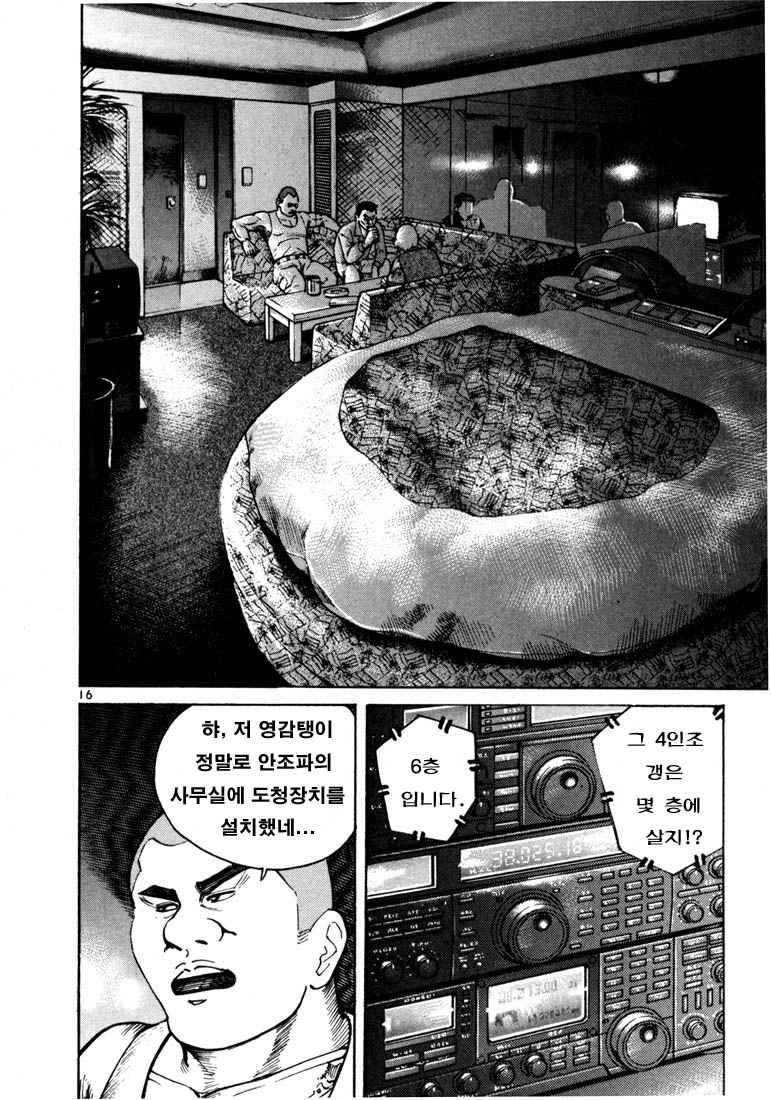 16
그 4인조
갱은
몇 층에
살지!?
6층
입니다.
햐, 저 영감탱이
정말로 안조파의
사무실에 도청장치를
설치했네...